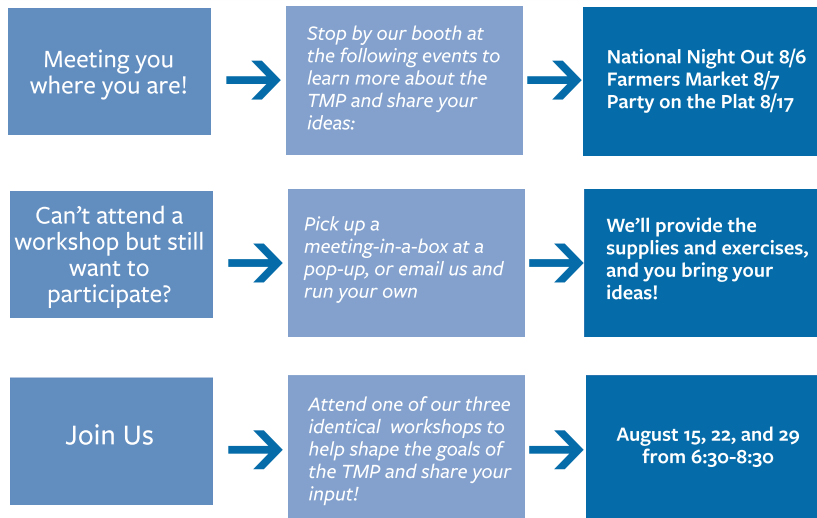 Meeting you
where you are!
Stop by our booth at
the following events to
learn more about the
TMP and share your
ideas:
National Night Out 8/6
Farmers Market 8/7
Party on the Plat 8/17
Can't attend a
workshop but still
want to
participate?
Pick up a
meeting-in-a-box at a
pop-up, or email us and
run your own
We'll provide the
supplies and exercises,
and you bring your
ideas!
Join Us
Attend one of our three
identical workshops to
help shape the goals of
the TMP and share your
input!
August 15, 22, and 29
from 6:30-8:30